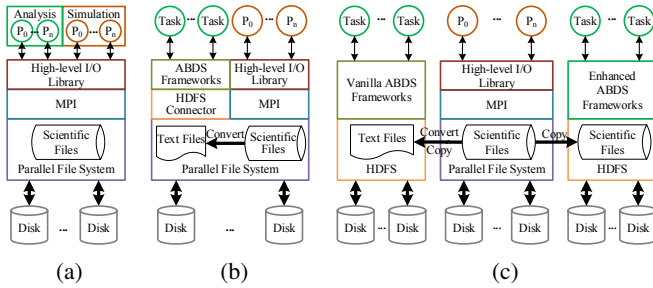 Analysis Simulation
P0 ... Pn P0 ... Pn
High-level I/O
Library
MPI
Scientific
Files
Parallel File System
Disk ... Disk
(a)
Task ... Task P0 ... Pn
ABDS
Frameworks
High-level I/O
Library
HDFS
Connector
MPI
Text Files
Convert
Scientific
Files
Parallel File System
Disk ... Disk
(b)
Task ... Task P0 ... Pn Task ... Task
Vanilla ABDS
Frameworks
High-level I/O
Library
MPI
Enhanced
ABDS
Frameworks
Text Files
Convert
Copy
Scientific
Files
Copy
Scientific
Files
HDFS
Parallel File System
HDFS
Disk ... Disk Disk ... Disk Disk ... Disk
(c)